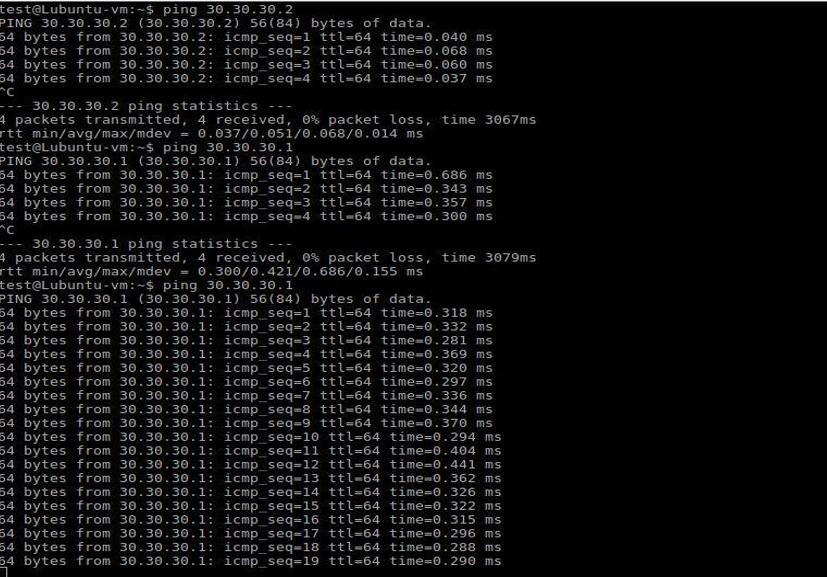 test@Lubuntu-vm:~$ ping 30.30.30.2
PING 30.30.30.2 (30.30.30.2) 56(84) bytes of data.
64 bytes from 30.30.30.2: icmp_seq=1 ttl=64 time=0.040 ms
64 bytes from 30.30.30.2: icmp_seq=2 ttl=64 time=0.068 ms
64 bytes from 30.30.30.2: icmp_seq=3 ttl=64 time=0.060 ms
64 bytes from 30.30.30.2: icmp_seq=4 ttl=64 time=0.037 ms
^C
--- 30.30.30.2 ping statistics ---
4 packets transmitted, 4 received, 0% packet loss, time 3067ms
rtt min/avg/max/mdev = 0.037/0.051/0.068/0.014 ms
test@Lubuntu-vm:~$ ping 30.30.30.1
PING 30.30.30.1 (30.30.30.1) 56(84) bytes of data.
64 bytes from 30.30.30.1: icmp_seq=1 ttl=64 time=0.686 ms
64 bytes from 30.30.30.1: icmp_seq=2 ttl=64 time=0.343 ms
64 bytes from 30.30.30.1: icmp_seq=3 ttl=64 time=0.357 ms
64 bytes from 30.30.30.1: icmp_seq=4 ttl=64 time=0.300 ms
^C
--- 30.30.30.1 ping statistics ---
4 packets transmitted, 4 received, 0% packet loss, time 3079ms
rtt min/avg/max/mdev = 0.300/0.421/0.686/0.155 ms
test@Lubuntu-vm:~$ ping 30.30.30.1
PING 30.30.30.1 (30.30.30.1) 56(84) bytes of data.
64 bytes from 30.30.30.1: icmp_seq=1 ttl=64 time=0.318 ms
64 bytes from 30.30.30.1: icmp_seq=2 ttl=64 time=0.332 ms
64 bytes from 30.30.30.1: icmp_seq=3 ttl=64 time=0.281 ms
64 bytes from 30.30.30.1: icmp_seq=4 ttl=64 time=0.369 ms
64 bytes from 30.30.30.1: icmp_seq=5 ttl=64 time=0.320 ms
64 bytes from 30.30.30.1: icmp_seq=6 ttl=64 time=0.297 ms
64 bytes from 30.30.30.1: icmp_seq=7 ttl=64 time=0.336 ms
64 bytes from 30.30.30.1: icmp_seq=8 ttl=64 time=0.344 ms
64 bytes from 30.30.30.1: icmp_seq=9 ttl=64 time=0.370 ms
64 bytes from 30.30.30.1: icmp_seq=10 ttl=64 time=0.294 ms
64 bytes from 30.30.30.1: icmp_seq=11 ttl=64 time=0.404 ms
64 bytes from 30.30.30.1: icmp_seq=12 ttl=64 time=0.441 ms
64 bytes from 30.30.30.1: icmp_seq=13 ttl=64 time=0.362 ms
64 bytes from 30.30.30.1: icmp_seq=14 ttl=64 time=0.326 ms
64 bytes from 30.30.30.1: icmp_seq=15 ttl=64 time=0.322 ms
64 bytes from 30.30.30.1: icmp_seq=16 ttl=64 time=0.315 ms
64 bytes from 30.30.30.1: icmp_seq=17 ttl=64 time=0.296 ms
64 bytes from 30.30.30.1: icmp_seq=18 ttl=64 time=0.288 ms
64 bytes from 30.30.30.1: icmp_seq=19 ttl=64 time=0.290 ms